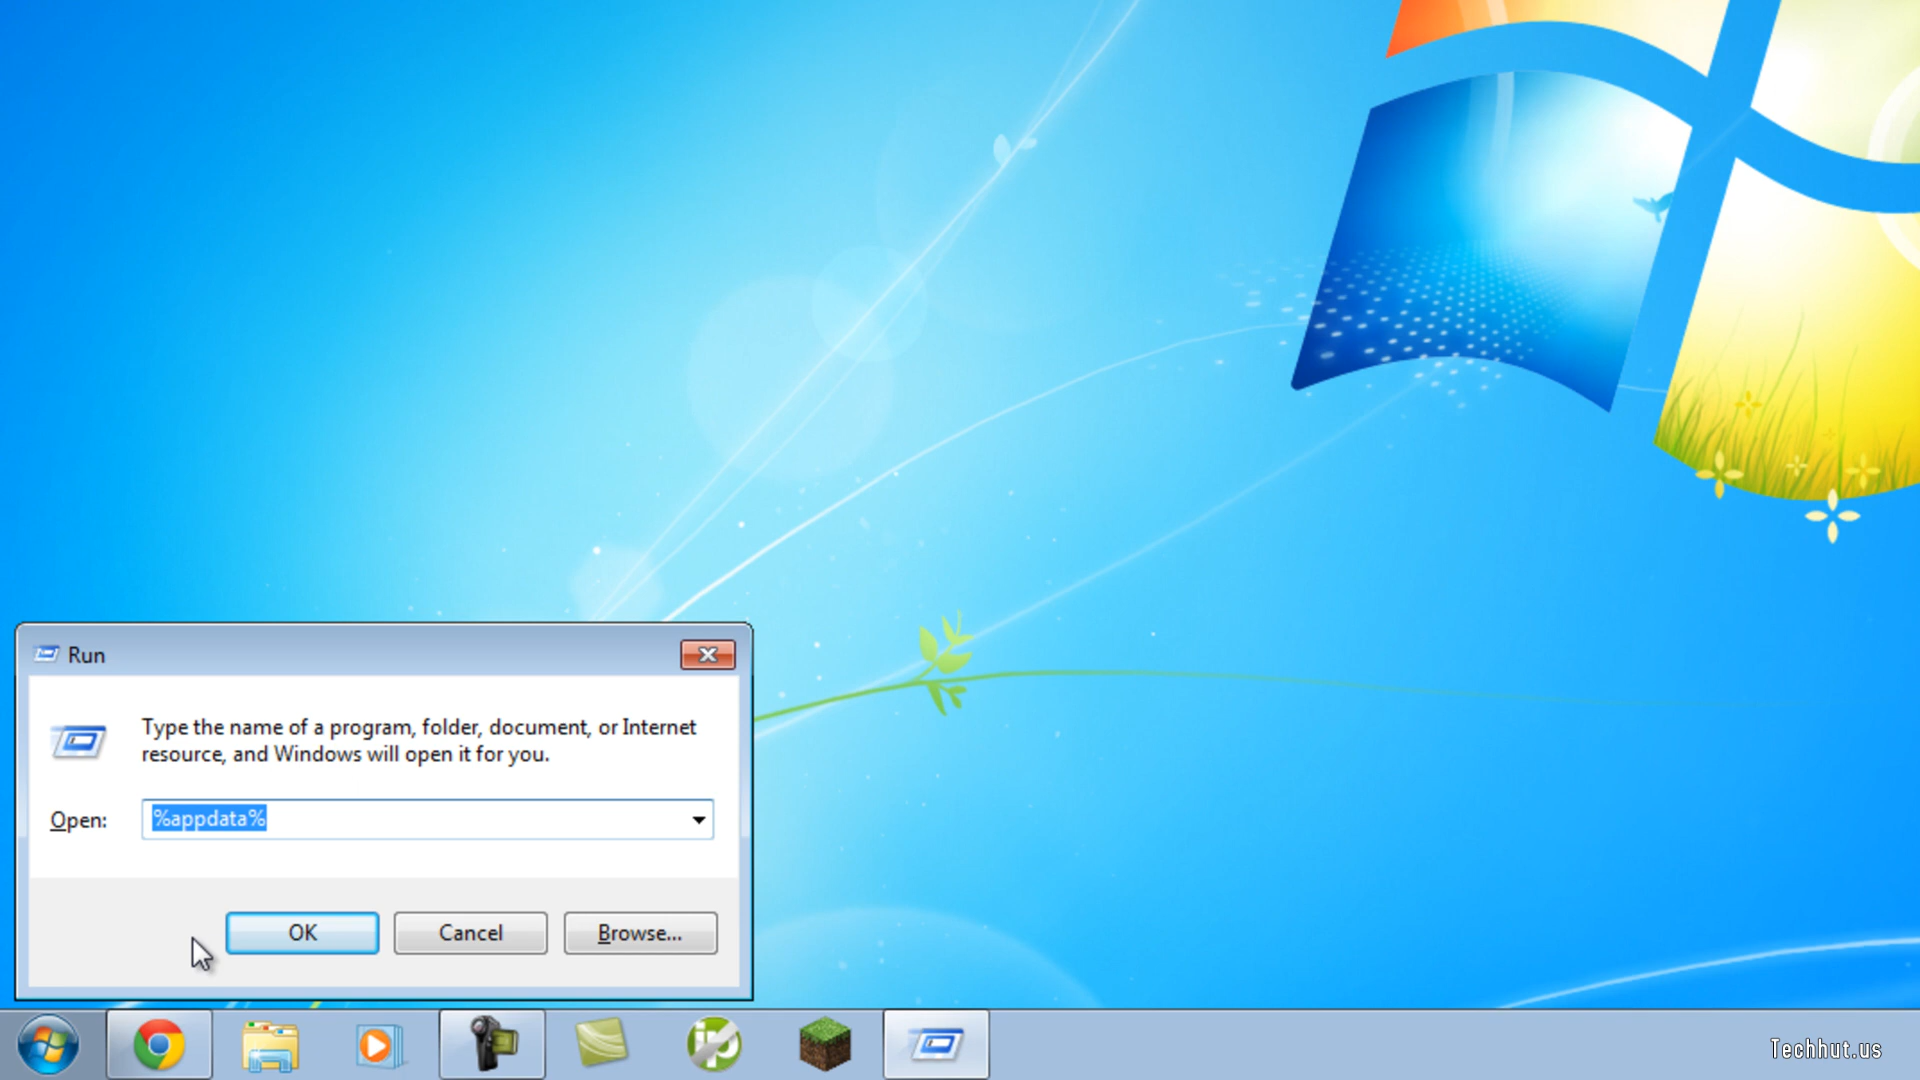 Run
Type the name of a program, folder, document, or Internet
resource, and Windows will open it for you.
Open:
%appdata%
OK
Cancel
Browse...
ip
Techhut.us